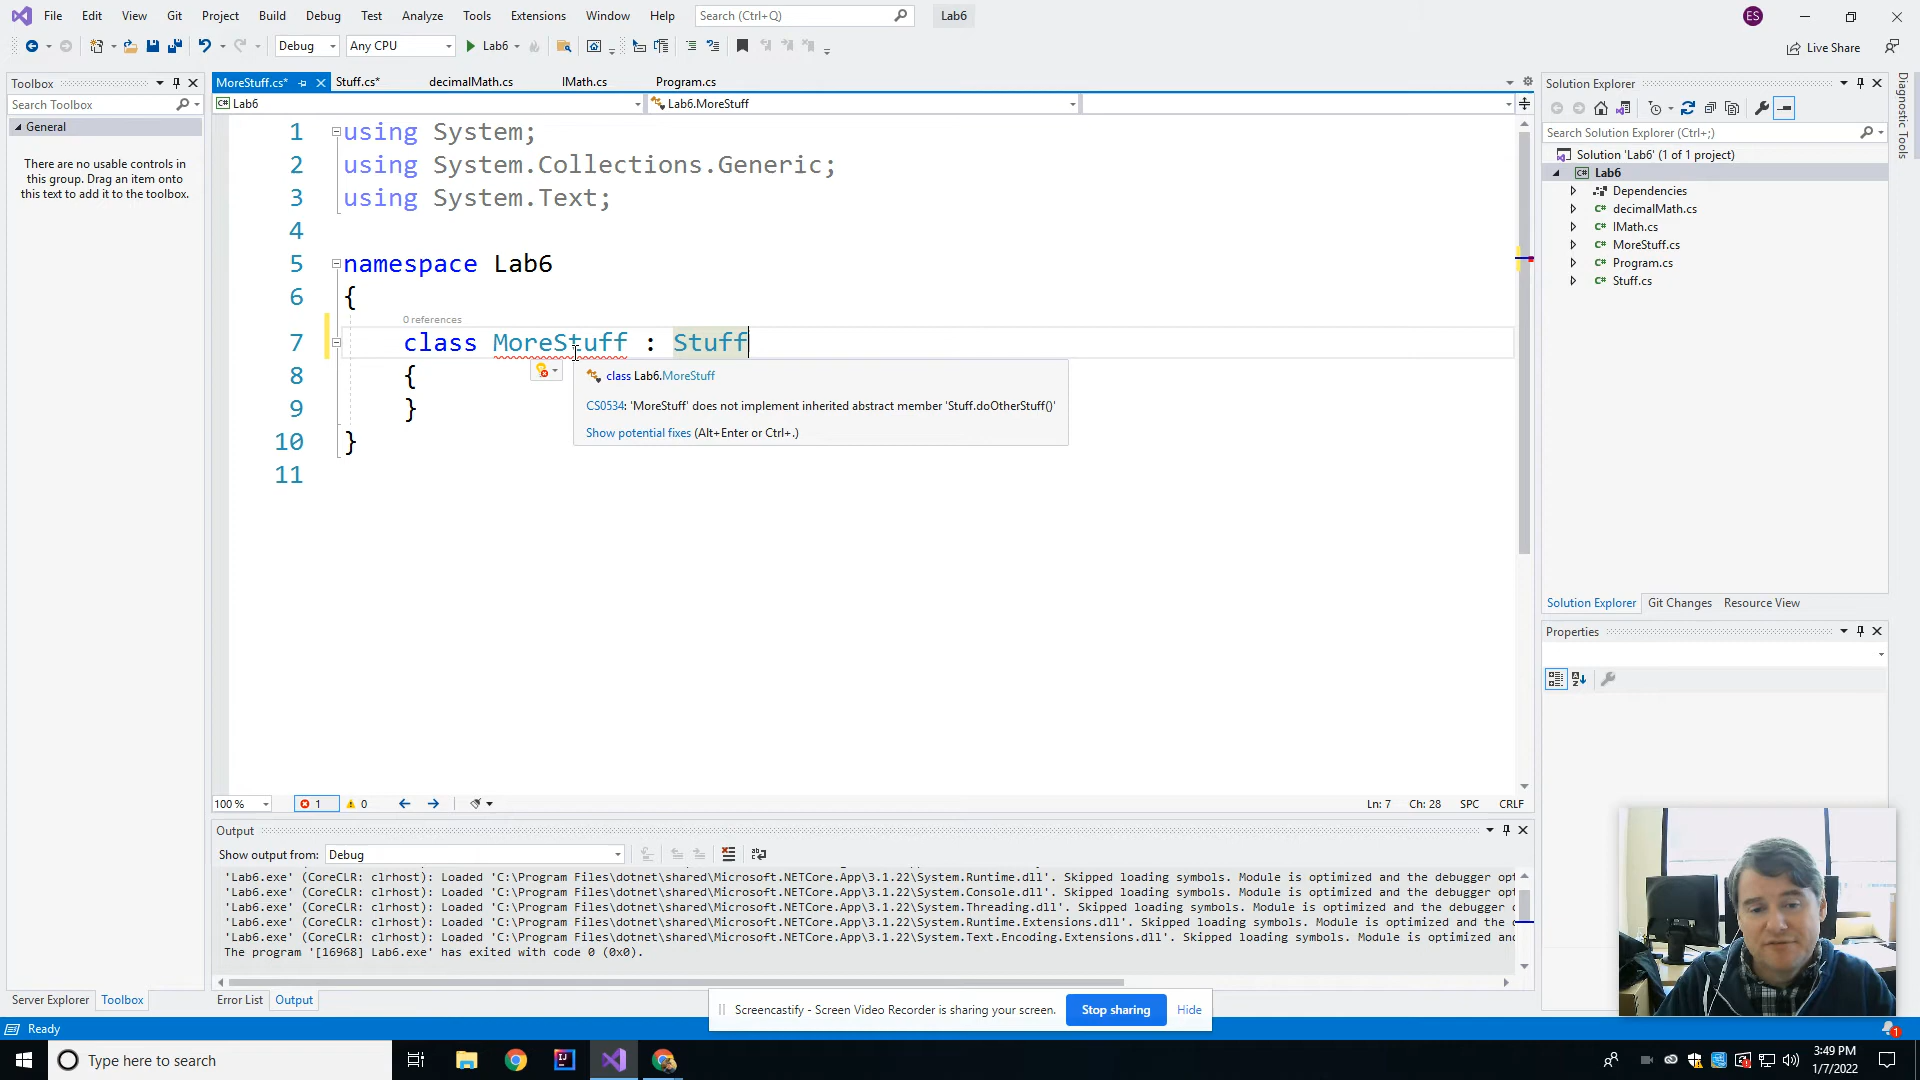 File Edit View Git Project Build Debug Test Analyze Tools Extensions Window Help Search (Ctrl+Q) Lab6 ES
Debug Any CPU Lab6 Live Share
Toolbox
Search Toolbox
General
There are no usable controls in
this group. Drag an item onto
this text to add it to the toolbox.
MoreStuff.cs* Stuff.cs* decimalMath.cs IMath.cs Program.cs
Lab6 Lab6.MoreStuff
1 using System;
2 using System.Collections.Generic;
3 using System.Text;
4
5 namespace Lab6
6 {
0 references
7 class MoreStuff : Stuff
8 {
9 }
10 }
11
class Lab6.MoreStuff
CS0534: 'MoreStuff' does not implement inherited abstract member 'Stuff.doOtherStuff()'
Show potential fixes (Alt+Enter or Ctrl+.)
100 % 1 0 Ln: 7 Ch: 28 SPC CRLF
Output
Show output from: Debug
'Lab6.exe' (CoreCLR: clrhost): Loaded 'C:\Program Files\dotnet\shared\Microsoft.NETCore.App\3.1.22\System.Runtime.dll'. Skipped loading symbols. Module is optimized and the debugger opt
'Lab6.exe' (CoreCLR: clrhost): Loaded 'C:\Program Files\dotnet\shared\Microsoft.NETCore.App\3.1.22\System.Console.dll'. Skipped loading symbols. Module is optimized and the debugger opt
'Lab6.exe' (CoreCLR: clrhost): Loaded 'C:\Program Files\dotnet\shared\Microsoft.NETCore.App\3.1.22\System.Threading.dll'. Skipped loading symbols. Module is optimized and the debugger
'Lab6.exe' (CoreCLR: clrhost): Loaded 'C:\Program Files\dotnet\shared\Microsoft.NETCore.App\3.1.22\System.Runtime.Extensions.dll'. Skipped loading symbols. Module is optimized and the
'Lab6.exe' (CoreCLR: clrhost): Loaded 'C:\Program Files\dotnet\shared\Microsoft.NETCore.App\3.1.22\System.Text.Encoding.Extensions.dll'. Skipped loading symbols. Module is optimized
The program '[16968] Lab6.exe' has exited with code 0 (0x0).
Server Explorer Toolbox
Error List Output
Solution Explorer
Search Solution Explorer (Ctrl+;)
Solution 'Lab6' (1 of 1 project)
Lab6
Dependencies
decimalMath.cs
IMath.cs
MoreStuff.cs
Program.cs
Stuff.cs
Solution Explorer Git Changes Resource View
Properties
Diagnostic Tools
Screencastify - Screen Video Recorder is sharing your screen. Stop sharing Hide
Ready
1
Type here to search
3:49 PM
1/7/2022